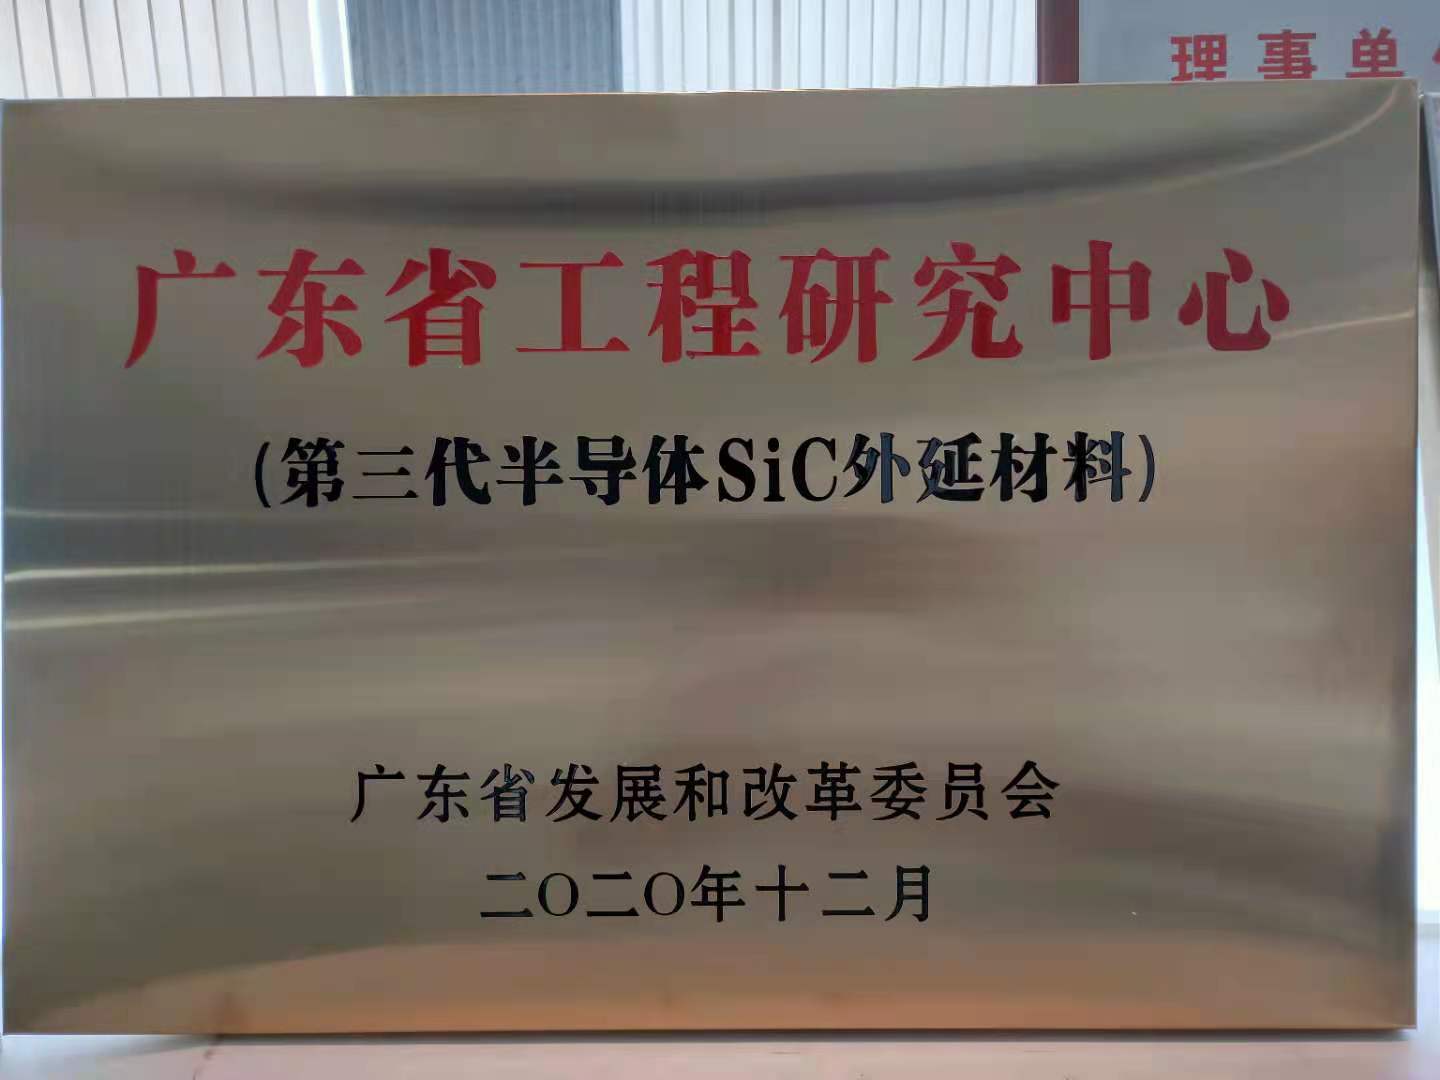 理事单
广东省工程研究中心
(第三代半导体SiC外延材料)
广东省发展和改革委员会
二〇二〇年十二月